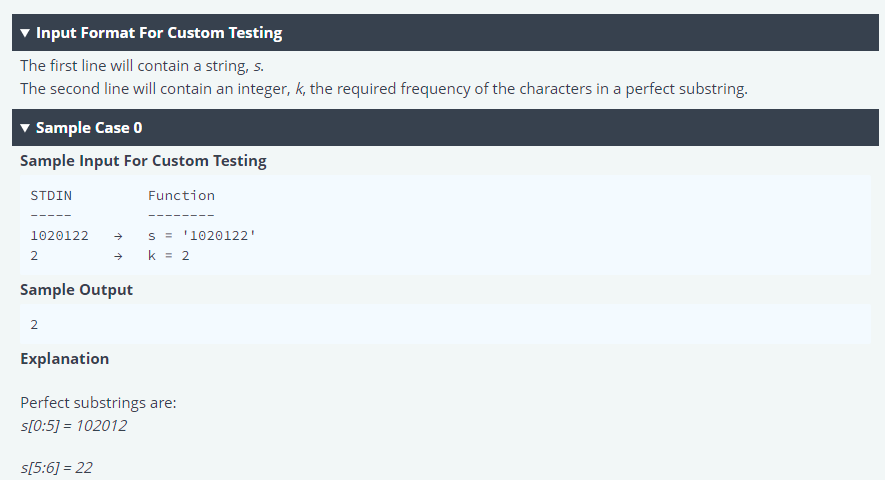 ▼ Input Format For Custom Testing
The first line will contain a string, s.
The second line will contain an integer, k, the required frequency of the characters in a perfect substring.
▼ Sample Case 0
Sample Input For Custom Testing
STDIN Function
----- --------
1020122 → s = '1020122'
2 → k = 2
Sample Output
2
Explanation
Perfect substrings are:
s[0:5] = 102012
s[5:6] = 22